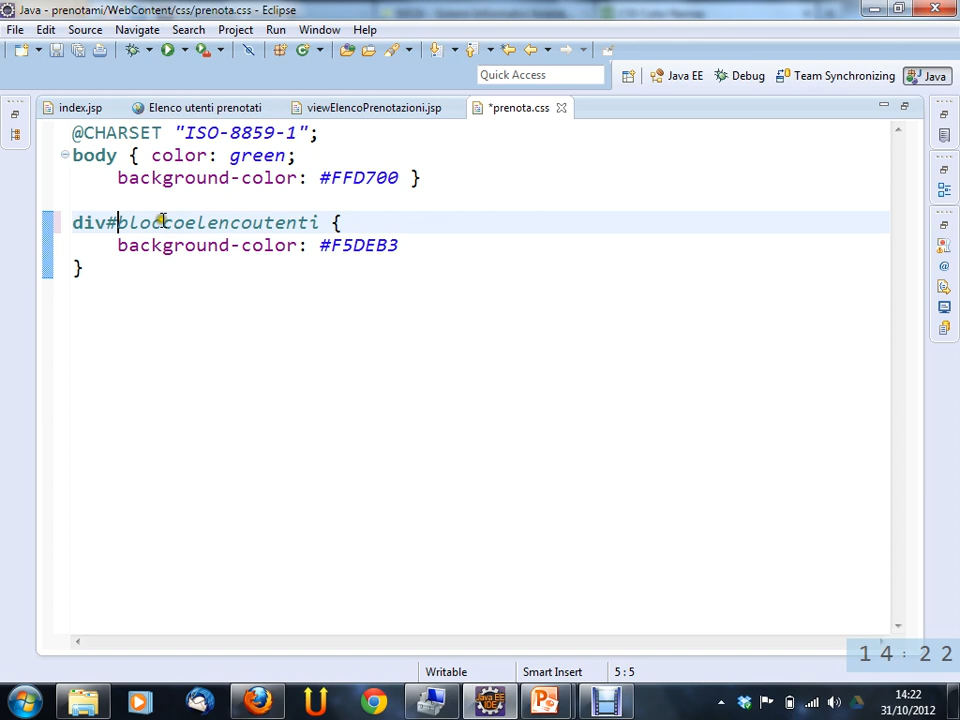 Java - prenotami/WebContent/css/prenota.css - Eclipse
File Edit Source Navigate Search Project Run Window Help
Quick Access Java EE Debug Team Synchronizing Java
index.jsp Elenco utenti prenotati viewElencoPrenotazioni.jsp *prenota.css
@CHARSET "ISO-8859-1";
body { color: green;
background-color: #FFD700 }
div#bloccoelencoutenti {
background-color: #F5DEB3
}
14:22
Writable Smart Insert 5:5
Java EE IDE
14:22
31/10/2012